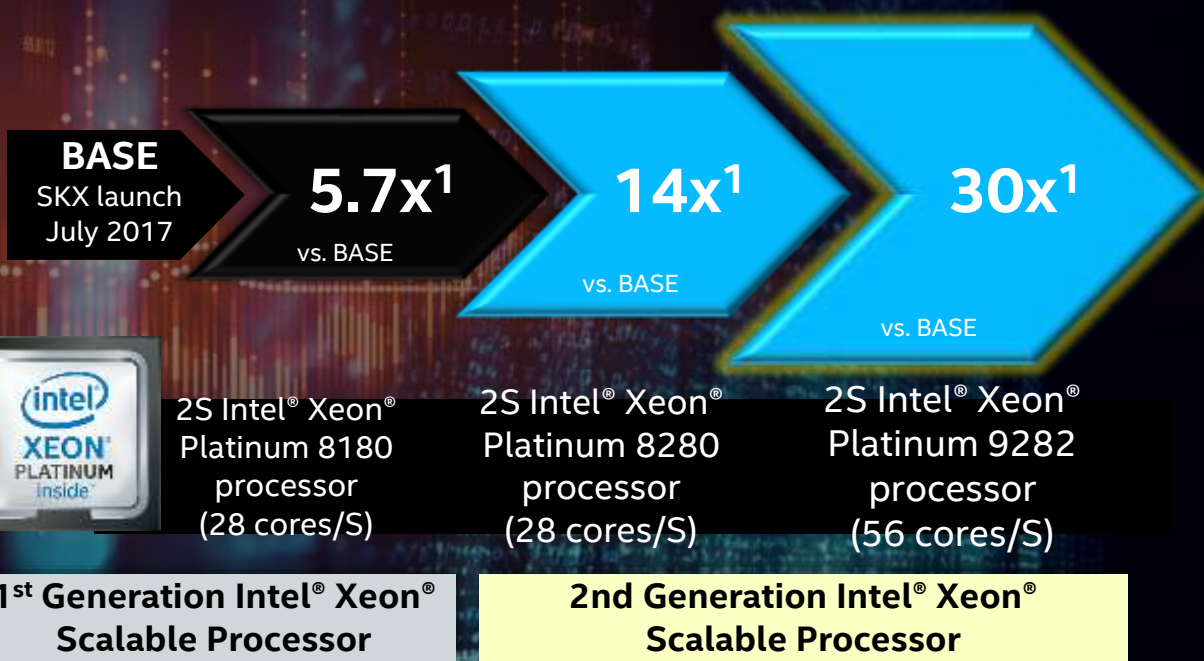 BASE
SKX launch
July 2017
5.7x¹
vs. BASE
14x¹
vs. BASE
30x¹
vs. BASE
intel
XEON®
PLATINUM
inside™
2S Intel® Xeon®
Platinum 8180
processor
(28 cores/S)
2S Intel® Xeon®
Platinum 8280
processor
(28 cores/S)
2S Intel® Xeon®
Platinum 9282
processor
(56 cores/S)
1st Generation Intel® Xeon®
Scalable Processor
2nd Generation Intel® Xeon®
Scalable Processor